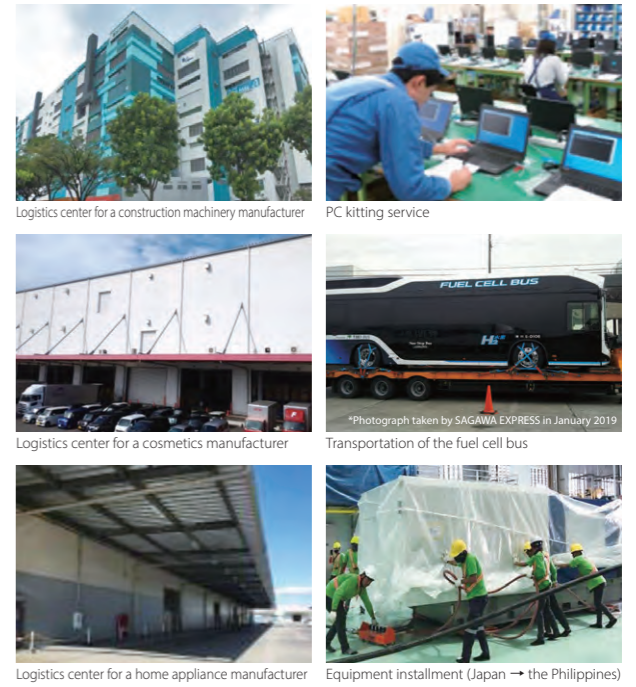 Logistics center for a construction machinery manufacturer
PC kitting service
FUEL CELL BUS
*Photograph taken by SAGAWA EXPRESS in January 2019
Logistics center for a cosmetics manufacturer
Transportation of the fuel cell bus
Logistics center for a home appliance manufacturer
Equipment installment (Japan → the Philippines)